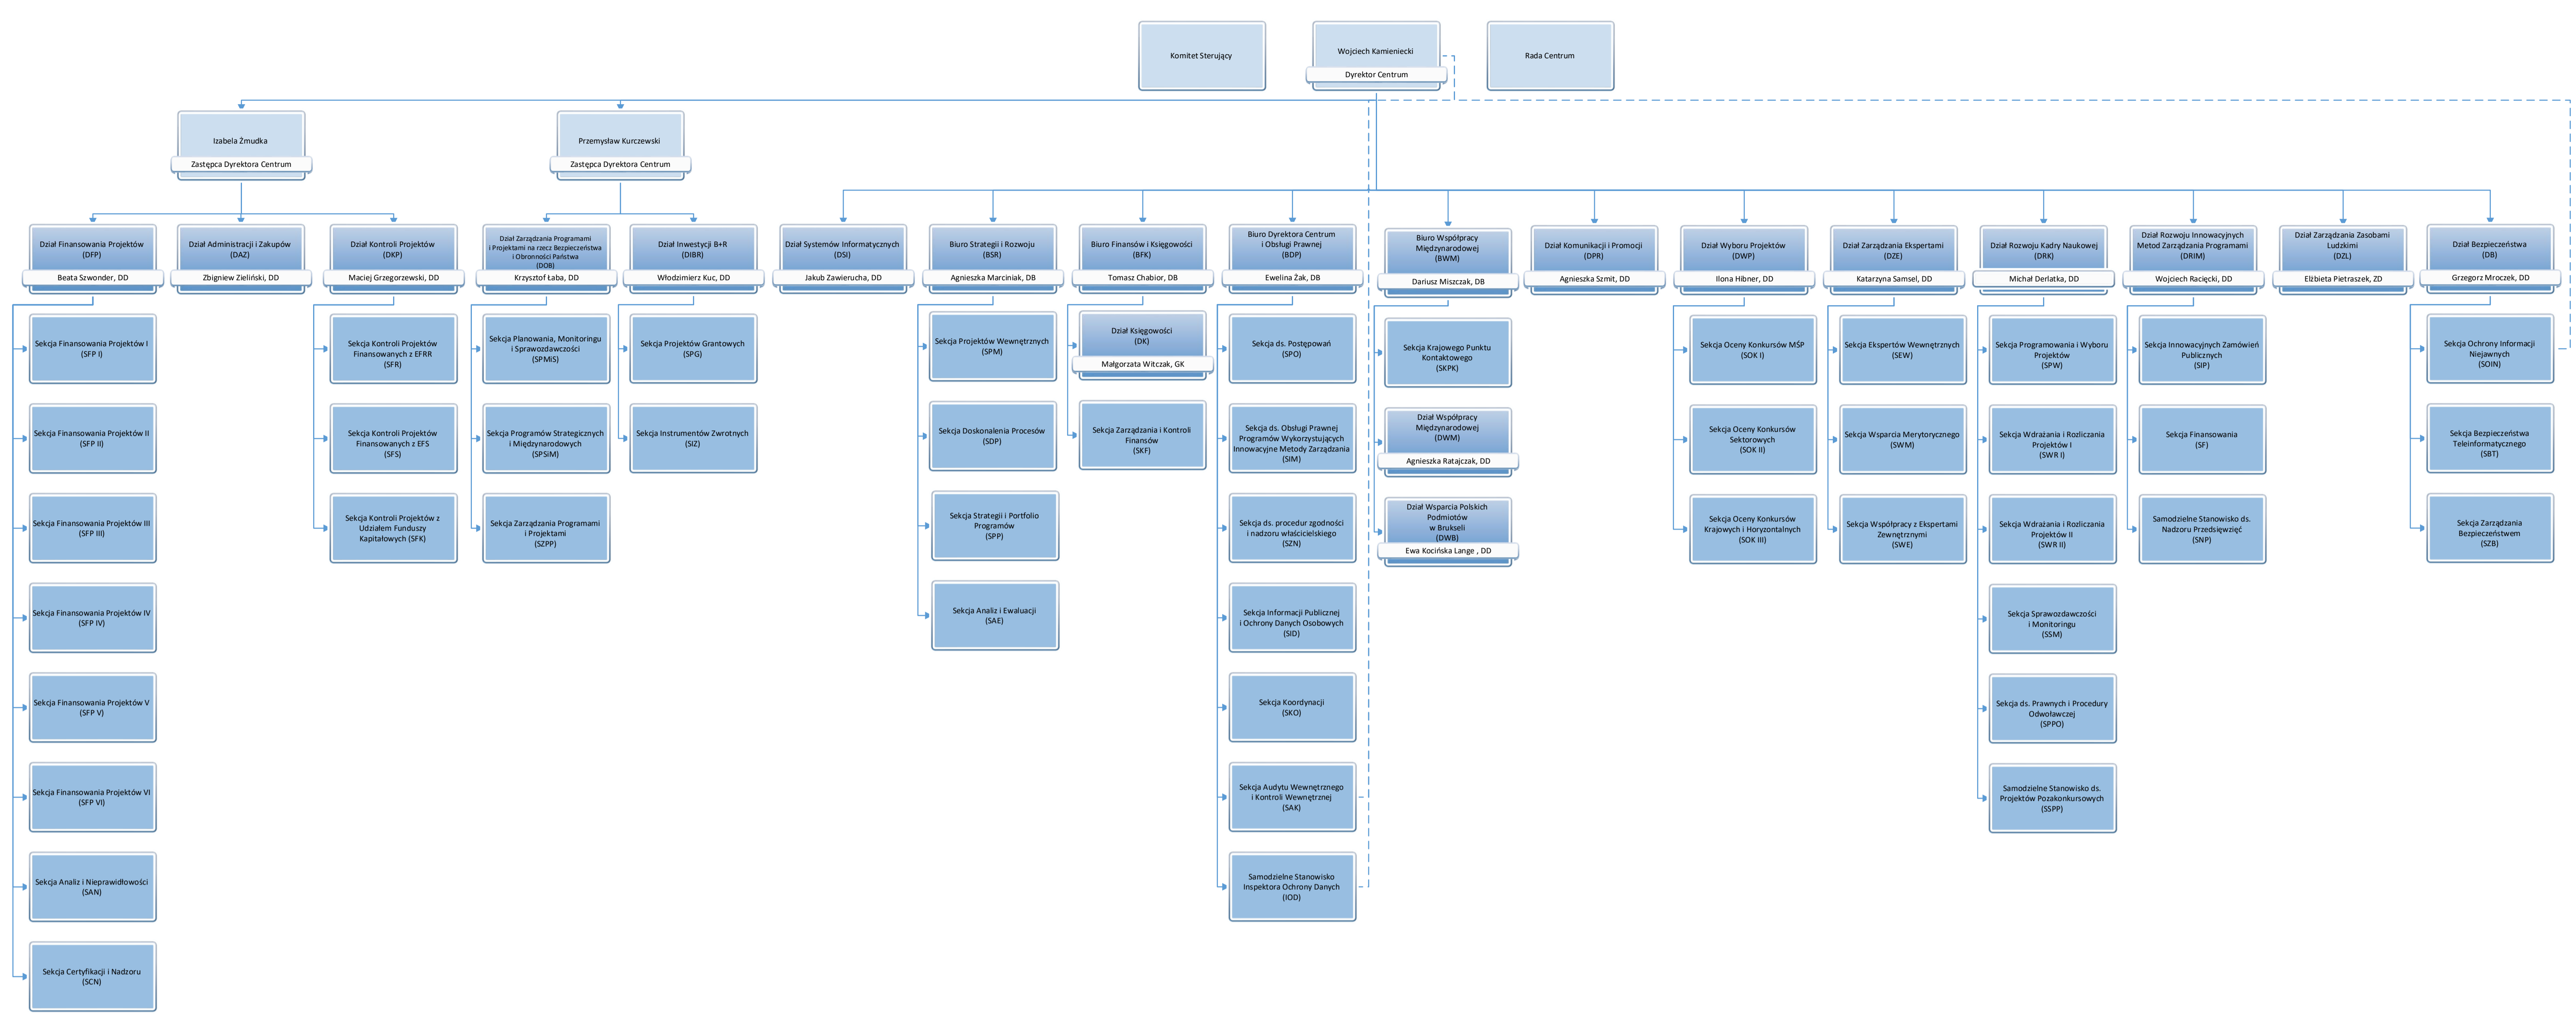 Komitet Sterujący
Wojciech Kamieniecki
Dyrektor Centrum
Rada Centrum
Izabela Żmudka
Zastępca Dyrektora Centrum
Przemysław Kurczewski
Zastępca Dyrektora Centrum
Dział Finansowania Projektów
(DFP)
Beata Szwonder, DD
Dział Administracji i Zakupów
(DAZ)
Zbigniew Zieliński, DD
Dział Kontroli Projektów
(DKP)
Maciej Grzegorzewski, DD
Dział Zarządzania Programami
i Projektami na rzecz Bezpieczeństwa
i Obronności Państwa
(DOB)
Krzysztof Łaba, DD
Dział Inwestycji B+R
(DIBR)
Włodzimierz Kuc, DD
Dział Systemów Informatycznych
(DSI)
Jakub Zawierucha, DD
Biuro Strategii i Rozwoju
(BSR)
Agnieszka Marciniak, DB
Biuro Finansów i Księgowości
(BFK)
Tomasz Chabior, DB
Biuro Dyrektora Centrum
i Obsługi Prawnej
(BDP)
Ewelina Żak, DB
Biuro Współpracy
Międzynarodowej
(BWM)
Dariusz Miszczak, DB
Dział Komunikacji i Promocji
(DPR)
Agnieszka Szmit, DD
Dział Wyboru Projektów
(DWP)
Ilona Hibner, DD
Dział Zarządzania Ekspertami
(DZE)
Katarzyna Samsel, DD
Dział Rozwoju Kadry Naukowej
(DRK)
Michał Derlatka, DD
Dział Rozwoju Innowacyjnych
Metod Zarządzania Programami
(DRIM)
Wojciech Racięcki, DD
Dział Zarządzania Zasobami
Ludzkimi
(DZL)
Elżbieta Pietraszek, ZD
Dział Bezpieczeństwa
(DB)
Grzegorz Mroczek, DD
Sekcja Finansowania Projektów I
(SFP I)
Sekcja Finansowania Projektów II
(SFP II)
Sekcja Finansowania Projektów III
(SFP III)
Sekcja Finansowania Projektów IV
(SFP IV)
Sekcja Finansowania Projektów V
(SFP V)
Sekcja Finansowania Projektów VI
(SFP VI)
Sekcja Analiz i Nieprawidłowości
(SAN)
Sekcja Certyfikacji i Nadzoru
(SCN)
Sekcja Kontroli Projektów
Finansowanych z EFRR
(SFR)
Sekcja Kontroli Projektów
Finansowanych z EFS
(SFS)
Sekcja Kontroli Projektów z
Udziałem Funduszy
Kapitałowych (SFK)
Sekcja Planowania, Monitoringu
i Sprawozdawczości
(SPMiS)
Sekcja Programów Strategicznych
i Międzynarodowych
(SPSiM)
Sekcja Zarządzania Programami
i Projektami
(SZPP)
Sekcja Projektów Grantowych
(SPG)
Sekcja Instrumentów Zwrotnych
(SIZ)
Sekcja Projektów Wewnętrznych
(SPM)
Sekcja Doskonalenia Procesów
(SDP)
Sekcja Strategii i Portfolio
Programów
(SPP)
Sekcja Analiz i Ewaluacji
(SAE)
Dział Księgowości
(DK)
Małgorzata Witczak, GK
Sekcja Zarządzania i Kontroli
Finansów
(SKF)
Sekcja ds. Postępowań
(SPO)
Sekcja ds. Obsługi Prawnej
Programów Wykorzystujących
Innowacyjne Metody Zarządzania
(SIM)
Sekcja ds. procedur zgodności
i nadzoru właścicielskiego
(SZN)
Sekcja Informacji Publicznej
i Ochrony Danych Osobowych
(SID)
Sekcja Koordynacji
(SKO)
Sekcja Audytu Wewnętrznego
i Kontroli Wewnętrznej
(SAK)
Samodzielne Stanowisko
Inspektora Ochrony Danych
(IOD)
Sekcja Krajowego Punktu
Kontaktowego
(SKPK)
Dział Współpracy
Międzynarodowej
(DWM)
Agnieszka Ratajczak, DD
Dział Wsparcia Polskich
Podmiotów
w Brukseli
(DWB)
Ewa Kocińska Lange , DD
Sekcja Oceny Konkursów MŚP
(SOK I)
Sekcja Oceny Konkursów
Sektorowych
(SOK II)
Sekcja Oceny Konkursów
Krajowych i Horyzontalnych
(SOK III)
Sekcja Ekspertów Wewnętrznych
(SEW)
Sekcja Wsparcia Merytorycznego
(SWM)
Sekcja Współpracy z Ekspertami
Zewnętrznymi
(SWE)
Sekcja Programowania i Wyboru
Projektów
(SPW)
Sekcja Wdrażania i Rozliczania
Projektów I
(SWR I)
Sekcja Wdrażania i Rozliczania
Projektów II
(SWR II)
Sekcja Sprawozdawczości
i Monitoringu
(SSM)
Sekcja ds. Prawnych i Procedury
Odwoławczej
(SPPO)
Samodzielne Stanowisko ds.
Projektów Pozakonkursowych
(SSPP)
Sekcja Innowacyjnych Zamówień
Publicznych
(SIP)
Sekcja Finansowania
(SF)
Samodzielne Stanowisko ds.
Nadzoru Przedsięwzięć
(SNP)
Sekcja Ochrony Informacji
Niejawnych
(SOIN)
Sekcja Bezpieczeństwa
Teleinformatycznego
(SBT)
Sekcja Zarządzania
Bezpieczeństwem
(SZB)